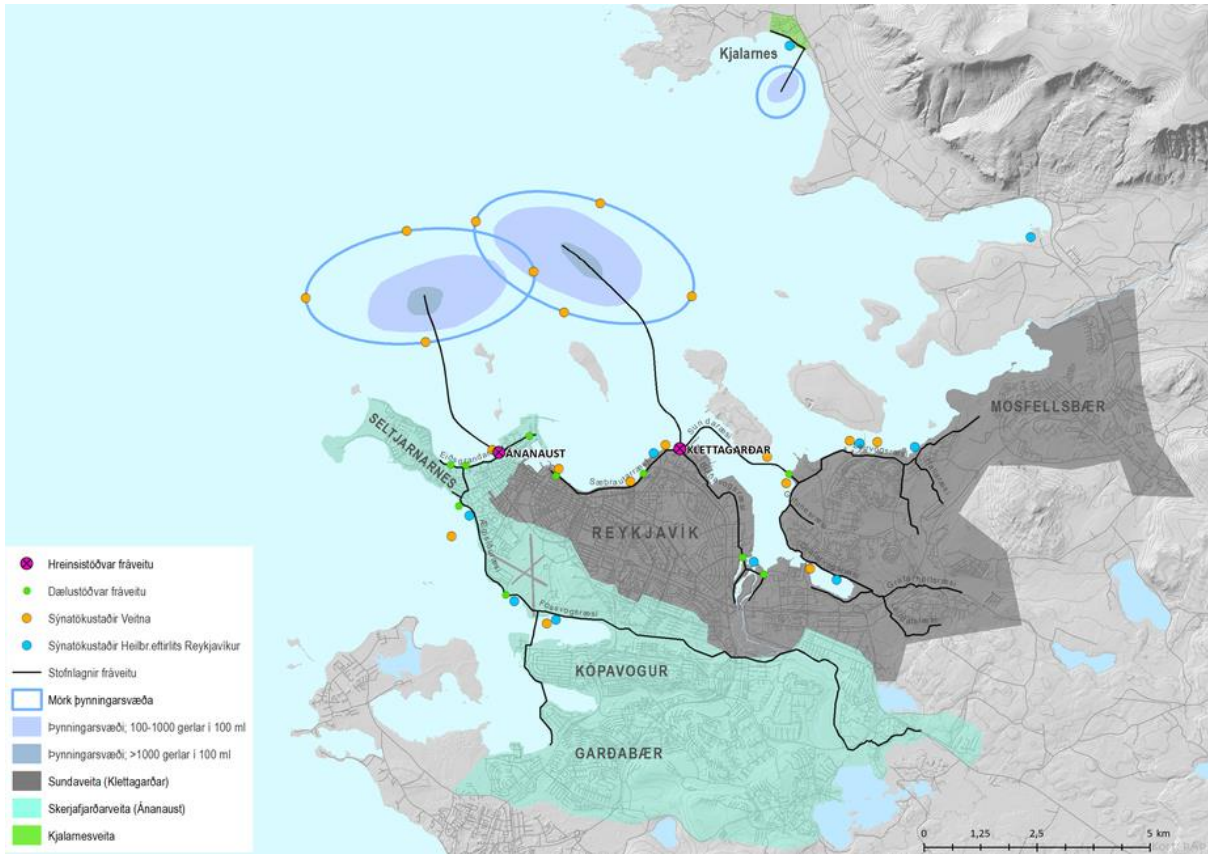 Kjalarnes
MOSFELLSBÆR
SELTJARNARNES
ÁNANAUST
KLETTAGARÐAR
Sundaræsi
Sæbrautarræsi
REYKJAVÍK
Fossvogsræsi
KÓPAVOGUR
GARÐABÆR
Hreinsistöðvar fráveitu
Dælustöðvar fráveitu
Sýnatökustaðir Veitna
Sýnatökustaðir Heilbr.eftirlits Reykjavíkur
Stofnlagnir fráveitu
Mörk þynningarsvæða
Þynningarsvæði; 100-1000 gerlar í 100 ml
Þynningarsvæði; >1000 gerlar í 100 ml
Sundaveita (Klettagarðar)
Skerjafjarðarveita (Ánanaust)
Kjalarnesveita
0 1,25 2,5 5 km